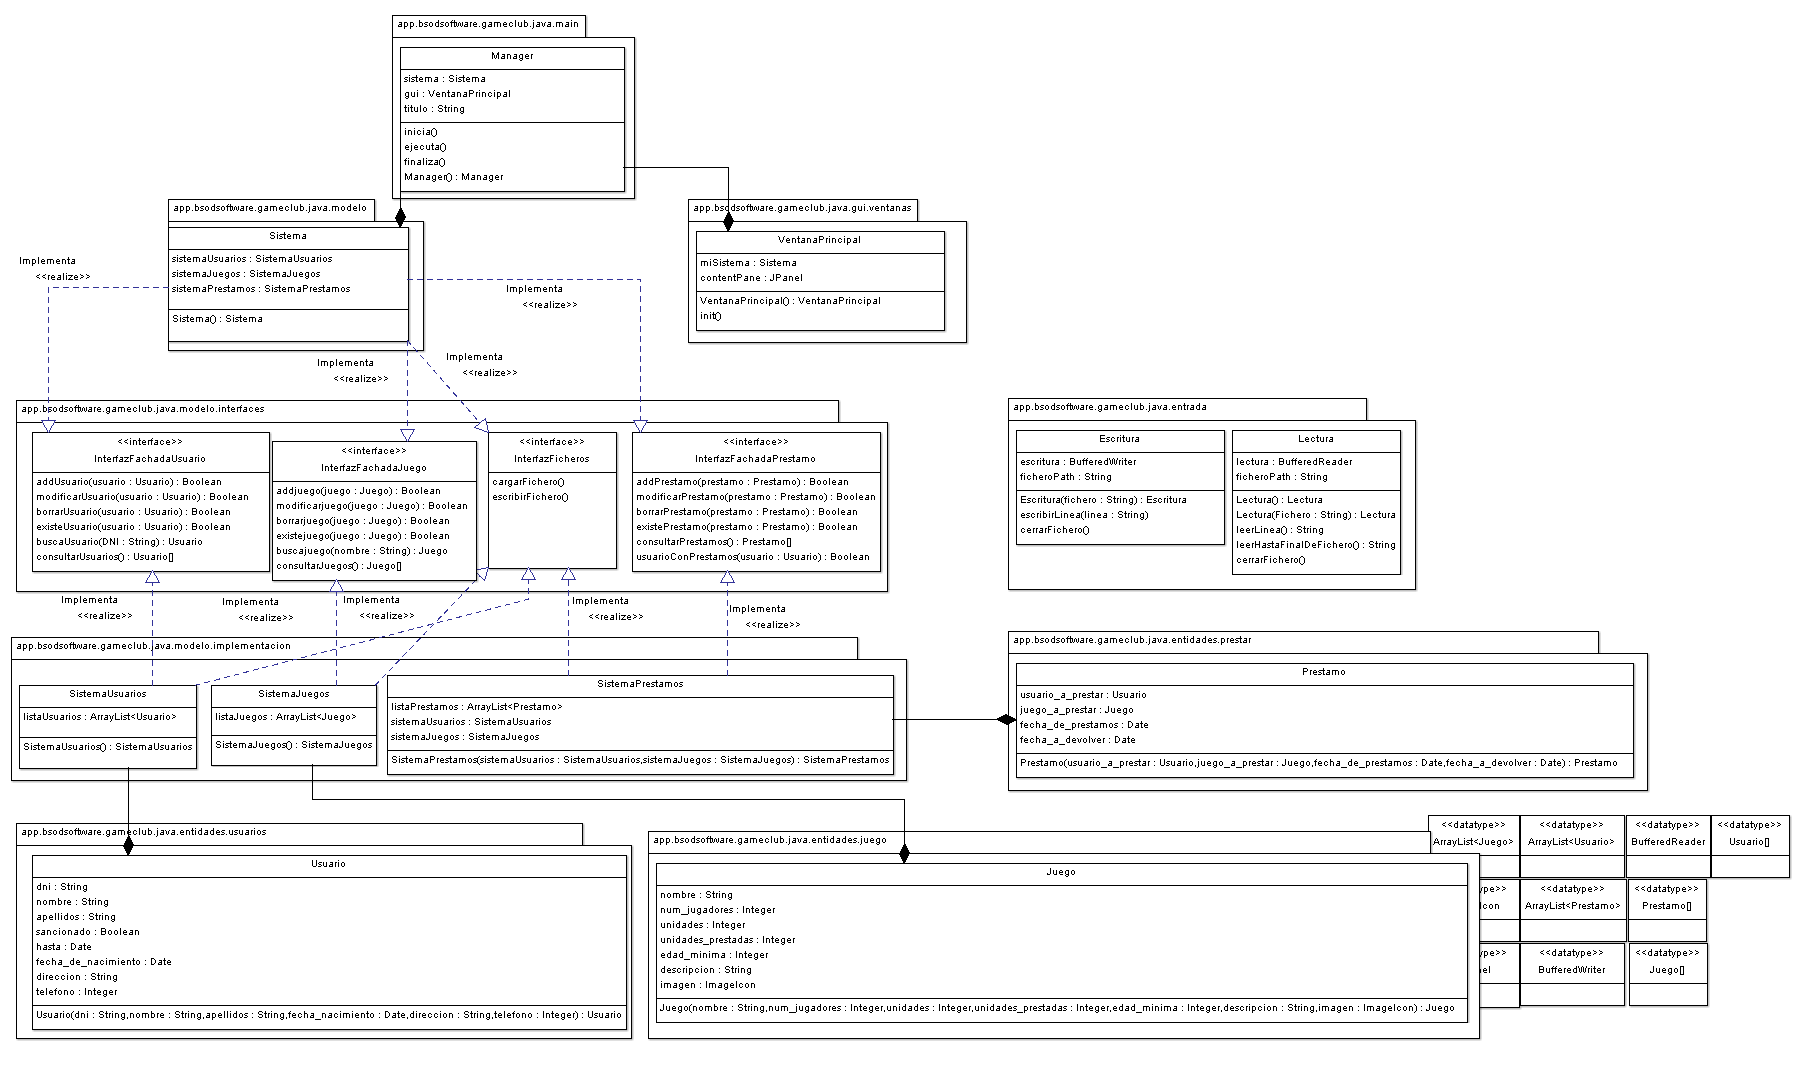 app.bsodsoftware.gameclub.java.main
Manager
sistema : Sistema
gui : VentanaPrincipal
titulo : String
inicia()
ejecuta()
finaliza()
Manager() : Manager
app.bsodsoftware.gameclub.java.modelo
Sistema
sistemaUsuarios : SistemaUsuarios
sistemaJuegos : SistemaJuegos
sistemaPrestamos : SistemaPrestamos
Sistema() : Sistema
app.bsodsoftware.gameclub.java.gui.ventanas
VentanaPrincipal
miSistema : Sistema
contentPane : JPanel
VentanaPrincipal() : VentanaPrincipal
init()
Implementa
<<realize>>
Implementa
<<realize>>
Implementa
<<realize>>
Implementa
<<realize>>
app.bsodsoftware.gameclub.java.modelo.interfaces
<<interface>>
InterfazFachadaUsuario
addUsuario(usuario : Usuario) : Boolean
modificarUsuario(usuario : Usuario) : Boolean
borrarUsuario(usuario : Usuario) : Boolean
existeUsuario(usuario : Usuario) : Boolean
buscaUsuario(DNI : String) : Usuario
consultarUsuarios() : Usuario[]
<<interface>>
InterfazFachadaJuego
addjuego(juego : Juego) : Boolean
modificarjuego(juego : Juego) : Boolean
borrarjuego(juego : Juego) : Boolean
existejuego(juego : Juego) : Boolean
buscajuego(nombre : String) : Juego
consultarJuegos() : Juego[]
<<interface>>
InterfazFicheros
cargarFichero()
escribirFichero()
<<interface>>
InterfazFachadaPrestamo
addPrestamo(prestamo : Prestamo) : Boolean
modificarPrestamo(prestamo : Prestamo) : Boolean
borrarPrestamo(prestamo : Prestamo) : Boolean
existePrestamo(prestamo : Prestamo) : Boolean
consultarPrestamos() : Prestamo[]
usuarioConPrestamos(usuario : Usuario) : Boolean
app.bsodsoftware.gameclub.java.entrada
Escritura
escritura : BufferedWriter
ficheroPath : String
Escritura(fichero : String) : Escritura
escribirLinea(linea : String)
cerrarFichero()
Lectura
lectura : BufferedReader
ficheroPath : String
Lectura() : Lectura
Lectura(Fichero : String) : Lectura
leerLinea() : String
leerHastaFinalDeFichero() : String
cerrarFichero()
Implementa
<<realize>>
Implementa
<<realize>>
Implementa
<<realize>>
Implementa
<<realize>>
Implementa
<<realize>>
app.bsodsoftware.gameclub.java.modelo.implementacion
SistemaUsuarios
listaUsuarios : ArrayList<Usuario>
SistemaUsuarios() : SistemaUsuarios
SistemaJuegos
listaJuegos : ArrayList<Juego>
SistemaJuegos() : SistemaJuegos
SistemaPrestamos
listaPrestamos : ArrayList<Prestamo>
sistemaUsuarios : SistemaUsuarios
sistemaJuegos : SistemaJuegos
SistemaPrestamos(sistemaUsuarios : SistemaUsuarios,sistemaJuegos : SistemaJuegos) : SistemaPrestamos
app.bsodsoftware.gameclub.java.entidades.prestar
Prestamo
usuario_a_prestar : Usuario
juego_a_prestar : Juego
fecha_de_prestamos : Date
fecha_a_devolver : Date
Prestamo(usuario_a_prestar : Usuario,juego_a_prestar : Juego,fecha_de_prestamos : Date,fecha_a_devolver : Date) : Prestamo
app.bsodsoftware.gameclub.java.entidades.usuarios
Usuario
dni : String
nombre : String
apellidos : String
sancionado : Boolean
hasta : Date
fecha_de_nacimiento : Date
direccion : String
telefono : Integer
Usuario(dni : String,nombre : String,apellidos : String,fecha_nacimiento : Date,direccion : String,telefono : Integer) : Usuario
app.bsodsoftware.gameclub.java.entidades.juego
Juego
nombre : String
num_jugadores : Integer
unidades : Integer
unidades_prestadas : Integer
edad_minima : Integer
descripcion : String
imagen : ImageIcon
Juego(nombre : String,num_jugadores : Integer,unidades : Integer,unidades_prestadas : Integer,edad_minima : Integer,descripcion : String,imagen : ImageIcon) : Juego
<<datatype>>
ArrayList<Juego>
<<datatype>>
ArrayList<Usuario>
<<datatype>>
BufferedReader
<<datatype>>
Usuario[]
<<datatype>>
ArrayList<Prestamo>
<<datatype>>
Prestamo[]
<<datatype>>
BufferedWriter
<<datatype>>
Juego[]